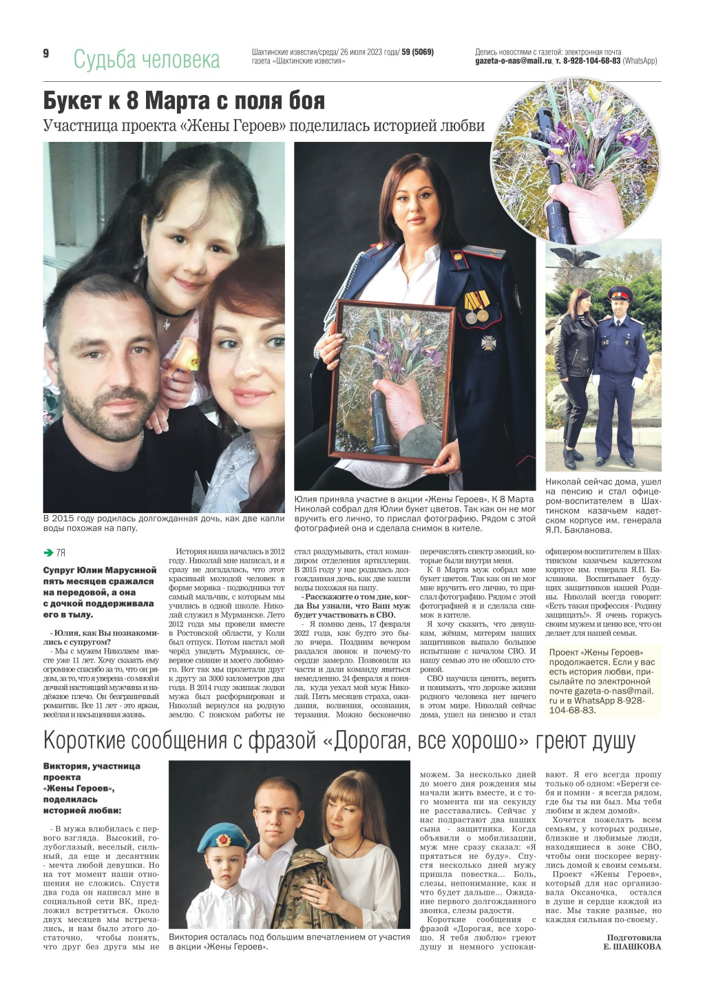 9
Судьба человека
Шахтинские известия/среда/ 26 июля 2023 года/ 59 (5069)
газета «Шахтинские известия»
Делись новостями с газетой: электронная почта
gazeta-o-nas@mail.ru, т. 8-928-104-68-83 (WhatsApp)
Букет к 8 Марта с поля боя
Участница проекта «Жены Героев» поделилась историей любви
В 2015 году родилась долгожданная дочь, как две капли
воды похожая на папу.
Юлия приняла участие в акции «Жены Героев». К 8 Марта
Николай собрал для Юлии букет цветов. Так как он не мог
вручить его лично, то прислал фотографию. Рядом с этой
фотографией она и сделала снимок в кителе.
Николай сейчас дома, ушел
на пенсию и стал офице-
ром-воспитателем в Шах-
тинском казачьем кадет-
ском корпусе им. генерала
Я.П. Бакланова.
7Я
Супруг Юлии Марусиной
пять месяцев сражался
на передовой, а она
с дочкой поддерживала
его в тылу.
- Юлия, как Вы познакоми-
лись с супругом?
- Мы с мужем Николаем вме-
сте уже 11 лет. Хочу сказать ему
огромное спасибо за то, что он ря-
дом, за то, что я уверена - со мной и
дочкой настоящий мужчина и на-
дёжное плечо. Он безграничный
романтик. Все 11 лет - это яркая,
весёлая и насыщенная жизнь.
История наша началась в 2012
году. Николай мне написал, и я
сразу не догадалась, что этот
красивый молодой человек в
форме моряка - подводника тот
самый мальчик, с которым мы
учились в одной школе. Нико-
лай служил в Мурманске. Лето
2012 года мы провели вместе
в Ростовской области, у Коли
был отпуск. Потом настал мой
черёд увидеть Мурманск, се-
верное сияние и моего любимо-
го. Вот так мы пролетали друг
к другу за 3000 километров два
года. В 2014 году экипаж лодки
мужа был расформирован и
Николай вернулся на родную
землю. С поиском работы не
стал раздумывать, стал коман-
диром отделения артиллерии.
В 2015 году у нас родилась дол-
гожданная дочь, как две капли
воды похожая на папу.
- Расскажите о том дне, ког-
да Вы узнали, что Ваш муж
будет участвовать в СВО.
- Я помню день, 17 февраля
2022 года, как будто это бы-
ло вчера. Поздним вечером
раздался звонок и почему-то
сердце замерло. Позвонили из
части и дали команду явиться
немедленно. 24 февраля я поня-
ла, куда уехал мой муж Нико-
лай. Пять месяцев страха, ожи-
дания, волнения, осознания,
терзания. Можно бесконечно
перечислять спектр эмоций, ко-
торые были внутри меня.
К 8 Марта муж собрал мне
букет цветов. Так как он не мог
мне вручить его лично, то при-
слал фотографию. Рядом с этой
фотографией я и сделала сни-
мок в кителе.
Я хочу сказать, что девуш-
кам, жёнам, матерям наших
защитников выпало большое
испытание с началом СВО. И
нашу семью это не обошло сто-
роной.
СВО научила ценить, верить
и понимать, что дороже жизни
родного человека нет ничего
в этом мире. Николай сейчас
дома, ушел на пенсию и стал
офицером-воспитателем в Шах-
тинском казачьем кадетском
корпусе им. генерала Я.П. Ба-
кланова. Воспитывает буду-
щих защитников нашей Роди-
ны. Николай всегда говорит:
«Есть такая профессия - Родину
защищать!». Я очень горжусь
своим мужем и ценю все, что он
делает для нашей семьи.
Проект «Жены Героев»
продолжается. Если у вас
есть история любви, при-
сылайте по электронной
почте gazeta-o-nas@mail.
ru и в WhatsApp 8-928-
104-68-83.
Короткие сообщения с фразой «Дорогая, все хорошо» греют душу
Виктория, участница
проекта
«Жены Героев»,
поделилась
историей любви:
- В мужа влюбилась с пер-
вого взгляда. Высокий, го-
лубоглазый, веселый, силь-
ный, да еще и десантник
- мечта любой девушки. Но
на тот момент наши отно-
шения не сложись. Спустя
два года он написал мне в
социальной сети ВК, пред-
ложил встретиться. Около
двух месяцев мы встреча-
лись, и нам было этого до-
статочно, чтобы понять,
что друг без друга мы не
Виктория осталась под большим впечатлением от участия
в акции «Жены Героев».
можем. За несколько дней
до моего дня рождения мы
начали жить вместе, и с то-
го момента ни на секунду
не расставались. Сейчас у
нас подрастают два наших
сына - защитника. Когда
объявили о мобилизации,
муж мне сразу сказал: «Я
прятаться не буду». Спу-
стя несколько дней мужу
пришла повестка... Боль,
слезы, непонимание, как и
что будет дальше... Ожида-
ние первого долгожданного
звонка, слезы радости.
Короткие сообщения с
фразой «Дорогая, все хоро-
шо. Я тебя люблю» греют
душу и немного успокаи-
вают. Я его всегда прошу
только об одном: «Береги се-
бя и помни - я всегда рядом,
где бы ты ни был. Мы тебя
любим и ждем домой».
Хочется пожелать всем
семьям, у которых родные,
близкие и любимые люди,
находящиеся в зоне СВО,
чтобы они поскорее верну-
лись домой к своим семьям.
Проект «Жены Героев»,
который для нас организо-
вала Оксаночка, остался
в душе и сердце каждой из
нас. Мы такие разные, но
каждая сильная по-своему.
Подготовила
Е. ШАШКОВА